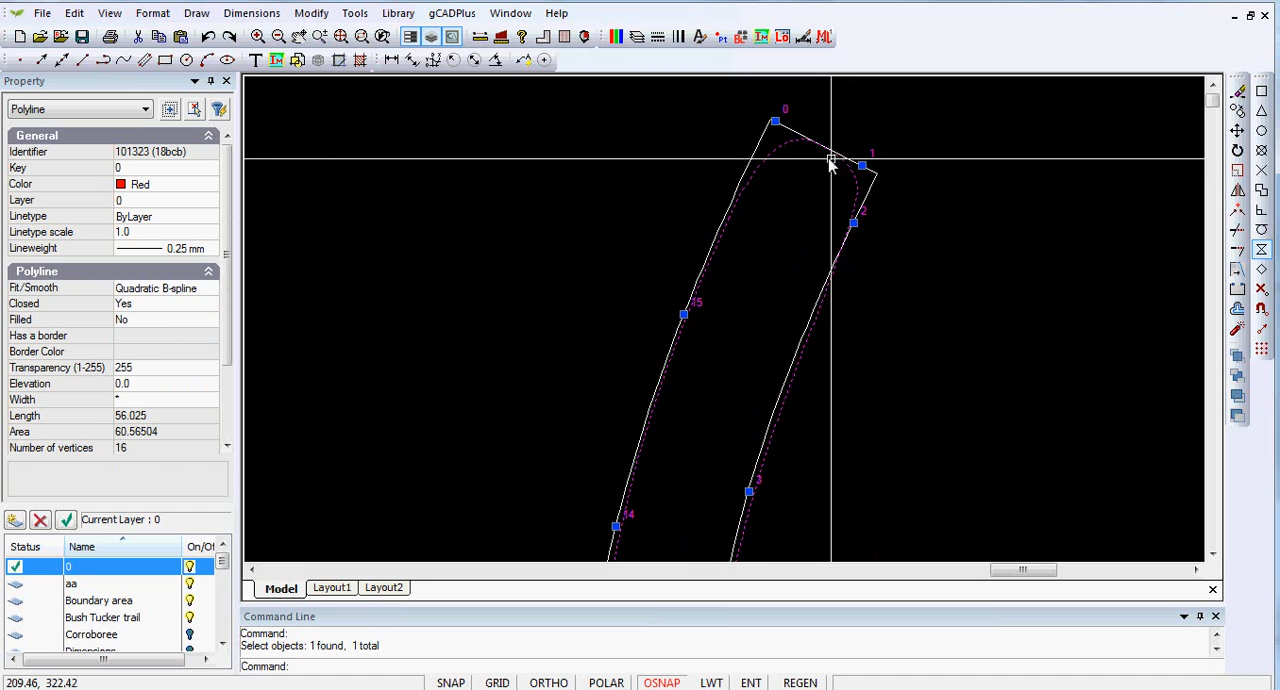 File Edit View Format Draw Dimensions Modify Tools Library gCADPlus Window Help
Property
Polyline
General
Identifier 101323 (18bcb)
Key 0
Color Red
Layer 0
Linetype ByLayer
Linetype scale 1.0
Lineweight 0.25 mm
Polyline
Fit/Smooth Quadratic B-spline
Closed Yes
Filled No
Has a border
Border Color
Transparency (1-255) 255
Elevation 0.0
Width *
Length 56.025
Area 60.56504
Number of vertices 16
Current Layer : 0
Status Name On/Of
0
aa
Boundary area
Bush Tucker trail
Corroboree
0
1
2
15
3
14
Model Layout1 Layout2
Command Line
Command:
Select objects: 1 found, 1 total
Command:
209.46, 322.42 SNAP GRID ORTHO POLAR OSNAP LWT ENT REGEN